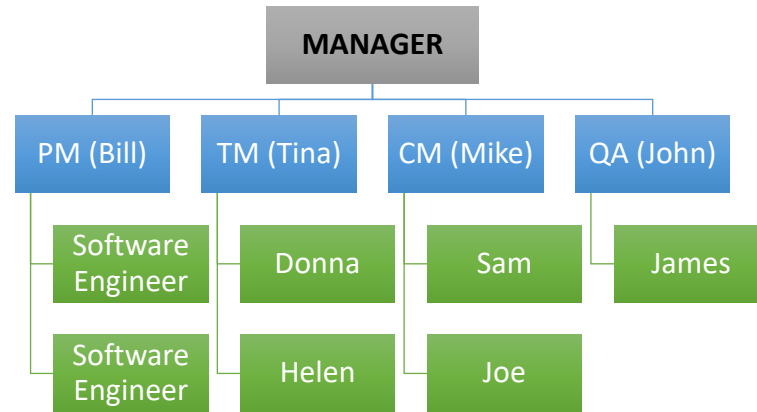 MANAGER
PM (Bill)
TM (Tina)
CM (Mike)
QA (John)
Software
Engineer
Donna
Sam
James
Software
Engineer
Helen
Joe